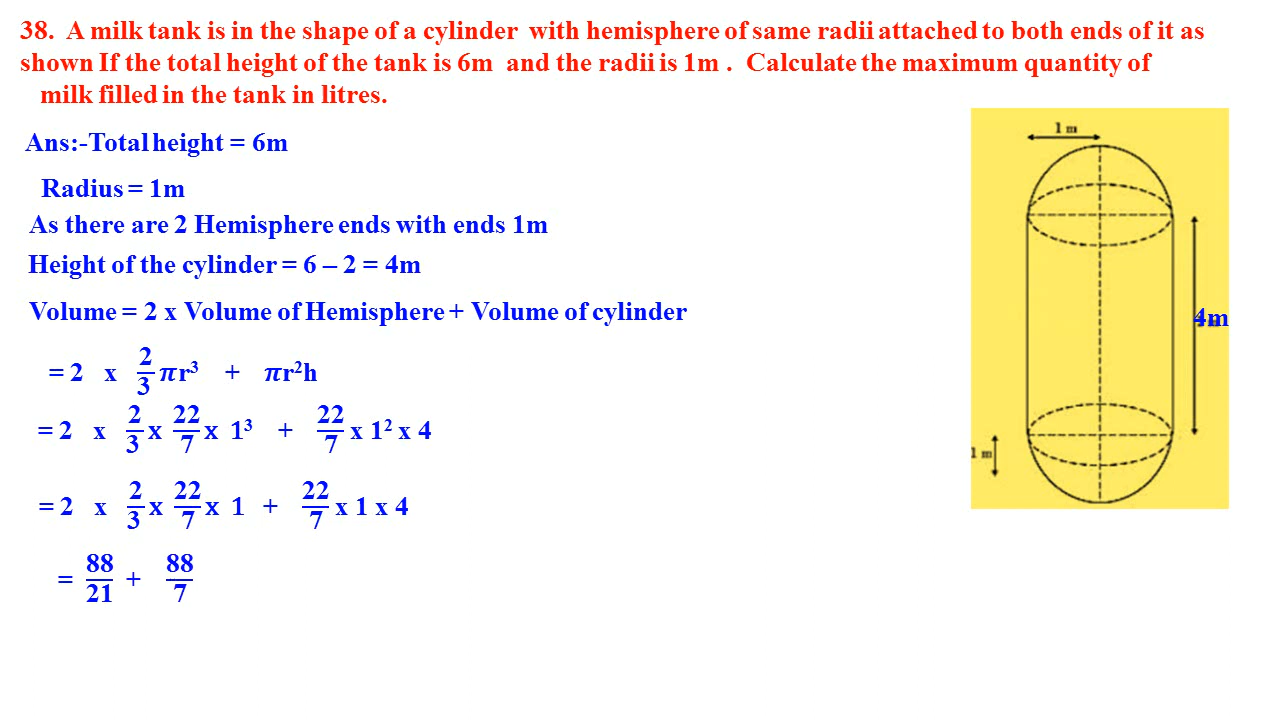 38. A milk tank is in the shape of a cylinder with hemisphere of same radii attached to both ends of it as
shown If the total height of the tank is 6m and the radii is 1m . Calculate the maximum quantity of
milk filled in the tank in litres.
Ans:-Total height = 6m
Radius = 1m
As there are 2 Hemisphere ends with ends 1m
Height of the cylinder = 6 – 2 = 4m
Volume = 2 x Volume of Hemisphere + Volume of cylinder
= 2 x 2/3 πr³ + πr²h
= 2 x 2/3 x 22/7 x 1³ + 22/7 x 1² x 4
= 2 x 2/3 x 22/7 x 1 + 22/7 x 1 x 4
= 88/21 + 88/7
1 m
4m
1 m